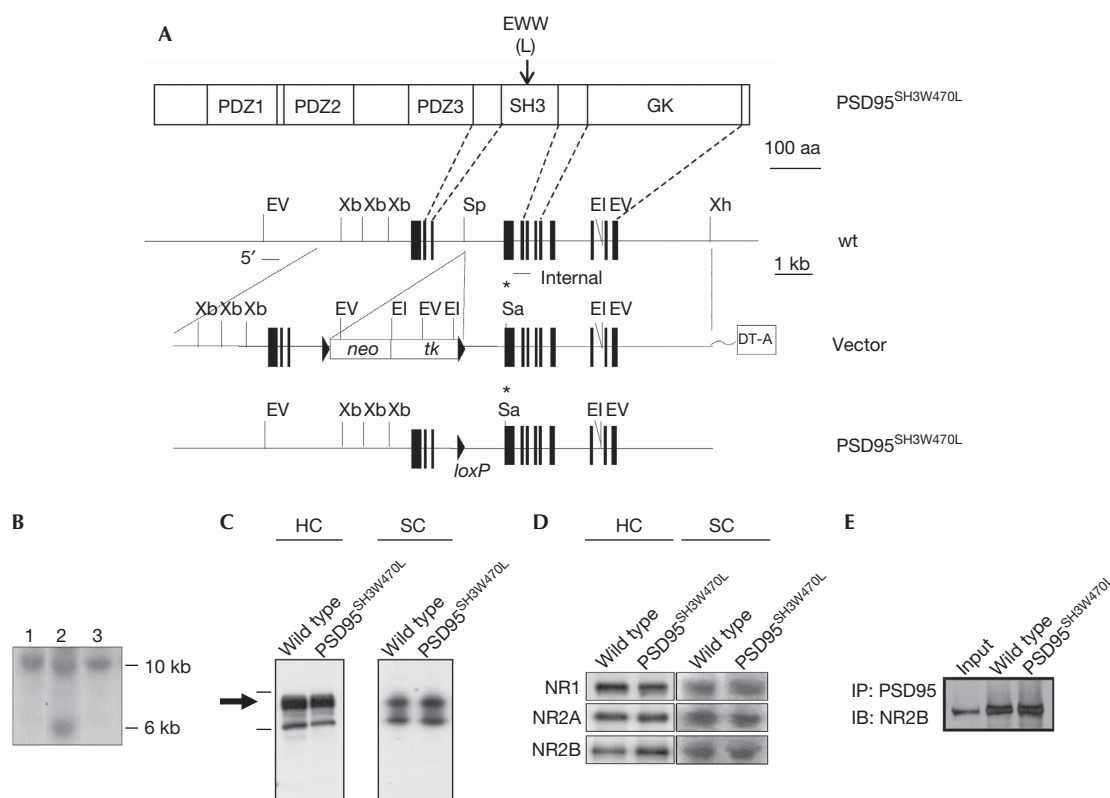 A
EWW
(L)
PDZ1 PDZ2 PDZ3 SH3 GK PSD95SH3W470L
100 aa
EV Xb Xb Xb Sp EI EV Xh
wt
5′ Internal 1 kb
*
Xb Xb Xb EV EI EV EI Sa EI EV
neo tk DT-A Vector
*
EV Xb Xb Xb Sa EI EV
loxP PSD95SH3W470L
B
1 2 3
10 kb
6 kb
C
HC SC
Wild type PSD95SH3W470L Wild type PSD95SH3W470L
D
HC SC
Wild type PSD95SH3W470L Wild type PSD95SH3W470L
NR1
NR2A
NR2B
E
Input Wild type PSD95SH3W470l
IP: PSD95
IB: NR2B